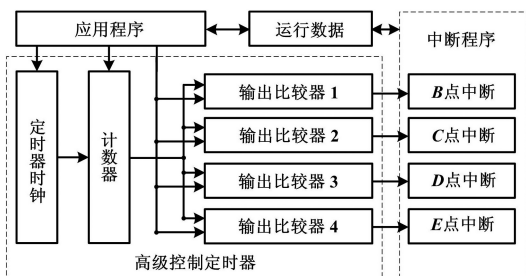 应用程序
运行数据
中断程序
定时器时钟
计数器
输出比较器 1
B点中断
输出比较器 2
C点中断
输出比较器 3
D点中断
输出比较器 4
E点中断
高级控制定时器